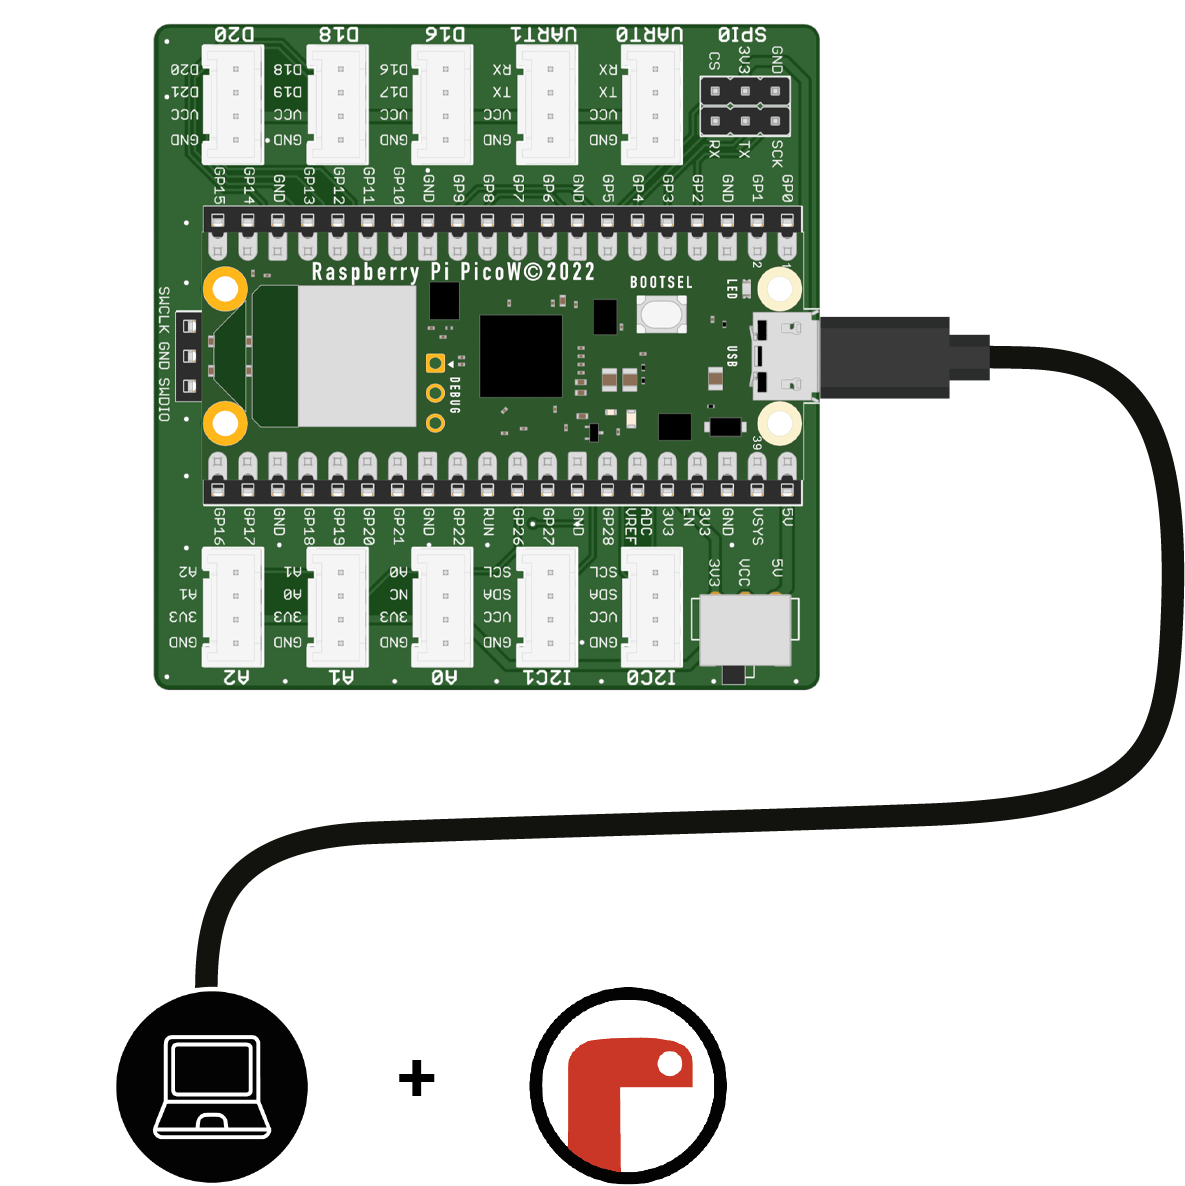 D20 D18 D16 UART1 UART0 SPI0
D20 D18 D16 RX RX CS 3V3 GND
D21 D19 D17 TX TX
VCC VCC VCC VCC VCC
GND GND GND GND GND RX TX SCK
GP15 GP14 GND GP13 GP12 GP11 GP10 GND GP9 GP8 GP7 GP6 GND GP5 GP4 GP3 GP2 GND GP1 GP0
2 1
Raspberry Pi PicoW©2022
BOOTSEL
LED
SWCLK GND SWDIO
USB
DEBUG
39
GP16 GP17 GND GP18 GP19 GP20 GP21 GND GP22 RUN GP26 GP27 GND GP28 ADC VREF 3V3 3V3 EN GND VSYS 5V
A2 A1 A0 SCL SCL 3V3 VCC 5V
A1 A0 NC SDA SDA
3V3 3V3 3V3 VCC VCC
GND GND GND GND GND
A2 A1 A0 I2C1 I2C0
+